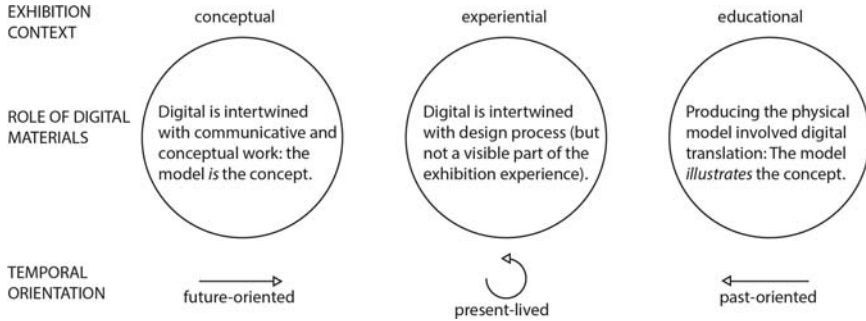 EXHIBITION
CONTEXT
conceptual
experiential
educational
ROLE OF DIGITAL
MATERIALS
Digital is intertwined
with communicative and
conceptual work: the
model is the concept.
Digital is intertwined
with design process (but
not a visible part of the
exhibition experience).
Producing the physical
model involved digital
translation: The model
illustrates the concept.
TEMPORAL
ORIENTATION
future-oriented
present-lived
past-oriented